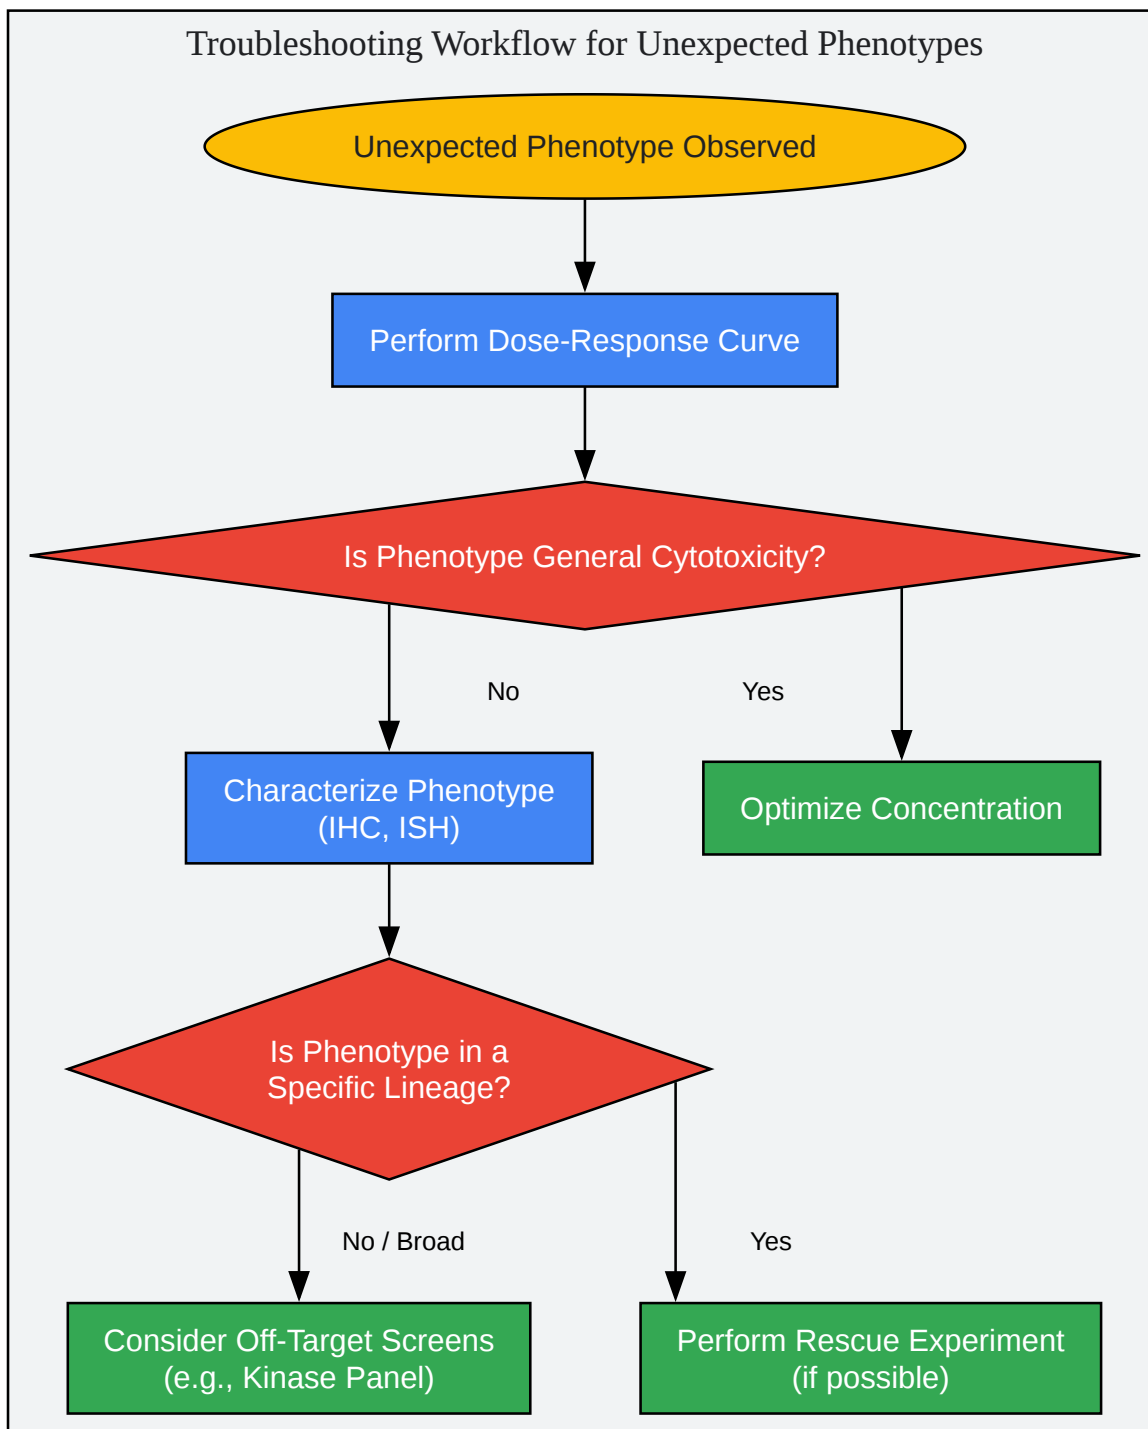 Troubleshooting Workflow for Unexpected Phenotypes
Unexpected Phenotype Observed
Perform Dose-Response Curve
Is Phenotype General Cytotoxicity?
No
Yes
Characterize Phenotype
(IHC, ISH)
Optimize Concentration
Is Phenotype in a
Specific Lineage?
No / Broad
Yes
Consider Off-Target Screens
(e.g., Kinase Panel)
Perform Rescue Experiment
(if possible)